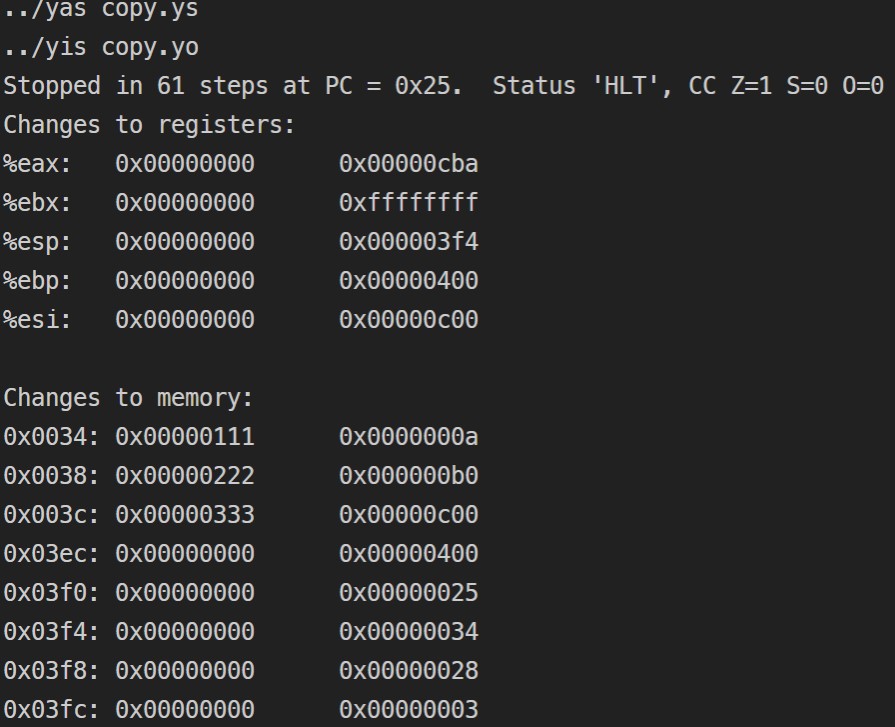 ../yas copy.ys
../yis copy.yo
Stopped in 61 steps at PC = 0x25.  Status 'HLT', CC Z=1 S=0 O=0
Changes to registers:
%eax:   0x00000000      0x00000cba
%ebx:   0x00000000      0xffffffff
%esp:   0x00000000      0x000003f4
%ebp:   0x00000000      0x00000400
%esi:   0x00000000      0x00000c00
Changes to memory:
0x0034: 0x00000111      0x0000000a
0x0038: 0x00000222      0x000000b0
0x003c: 0x00000333      0x00000c00
0x03ec: 0x00000000      0x00000400
0x03f0: 0x00000000      0x00000025
0x03f4: 0x00000000      0x00000034
0x03f8: 0x00000000      0x00000028
0x03fc: 0x00000000      0x00000003